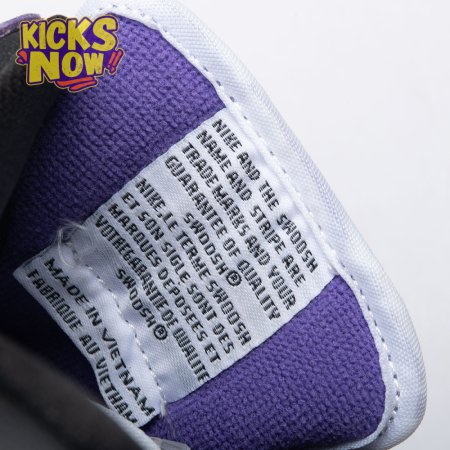 KICKS
NOW
NIKE AND THE SWOOSH
NAME AND STRIPE ARE
TRADE MARKS AND YOUR
GUARANTEE OF QUALITY
SWOOSH®
NIKE, LE TERME SWOOSH
ET SON SIGLE SONT DES
MARQUES DEPOSEES ET
VOTRE GARANTIE DE QUALITE
SWOOSH®
MADE IN VIETNAM
FABRIQUE AU